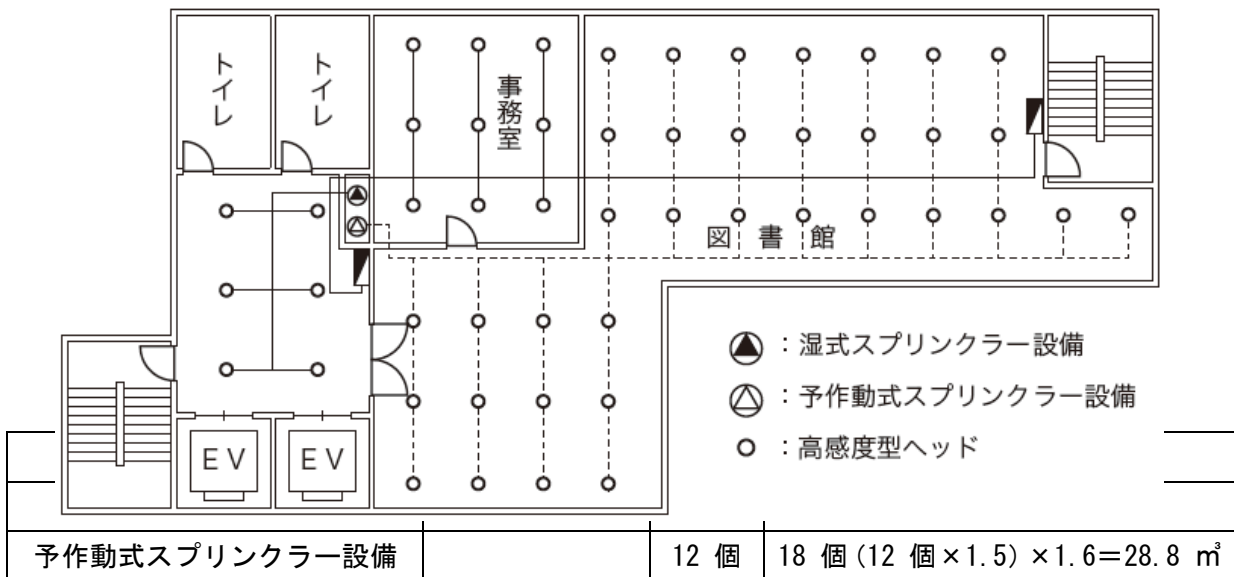 トイレ
トイレ
事務室
図書館
EV
EV
：湿式スプリンクラー設備
：予作動式スプリンクラー設備
：高感度型ヘッド
予作動式スプリンクラー設備 12 個 18 個(12 個×1.5)×1.6＝28.8 ㎥